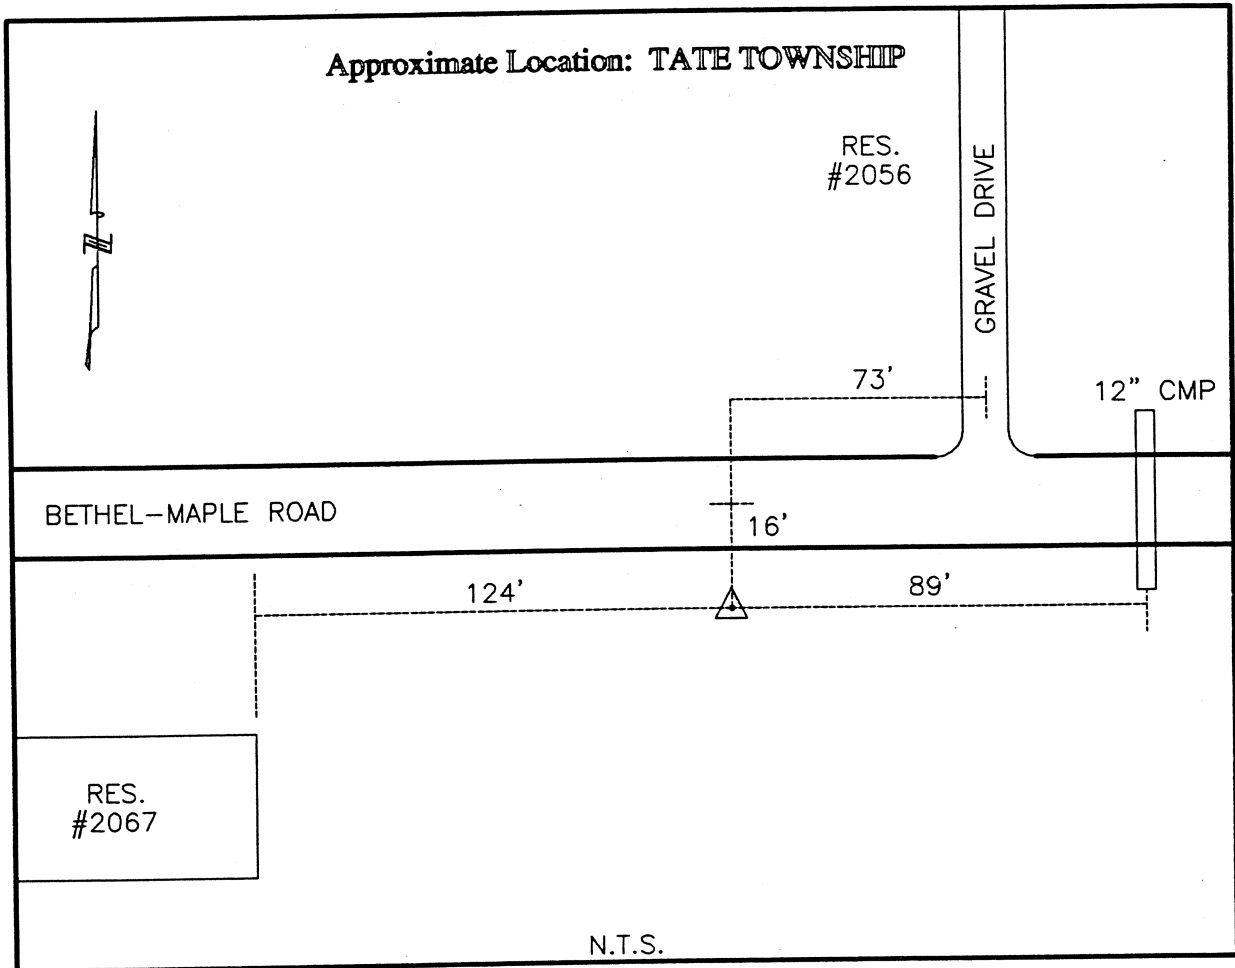 Approximate Location: TATE TOWNSHIP
RES.
#2056
GRAVEL DRIVE
N
73'
12" CMP
BETHEL–MAPLE ROAD
16'
124'
89'
RES.
#2067
N.T.S.